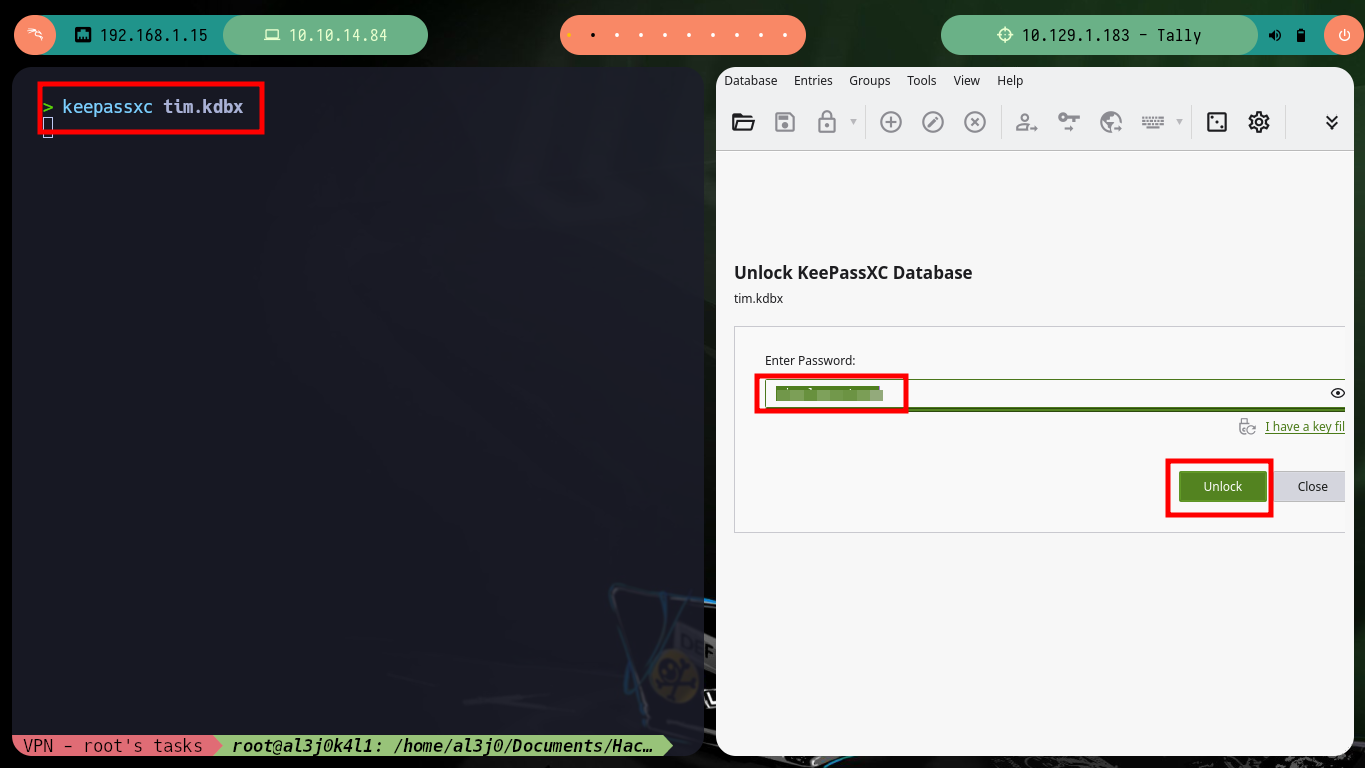 192.168.1.15
10.10.14.84
10.129.1.183 - Tally
> keepassxc tim.kdbx
Database Entries Groups Tools View Help
Unlock KeePassXC Database
tim.kdbx
Enter Password:
I have a key fil
Unlock
Close
VPN - root's tasks
root@al3j0k4l1: /home/al3j0/Documents/Hac…